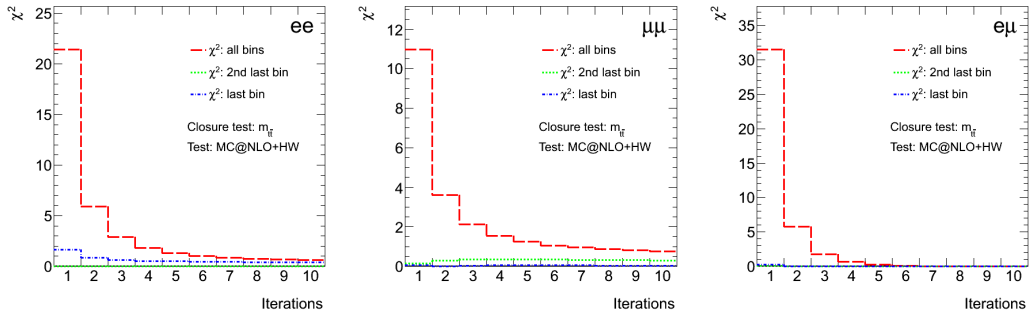 χ²
ee
25
20
15
10
5
0
χ²: all bins
χ²: 2nd last bin
χ²: last bin
Closure test: m_tt̄
Test: MC@NLO+HW
1 2 3 4 5 6 7 8 9 10
Iterations
χ²
μμ
12
10
8
6
4
2
0
χ²: all bins
χ²: 2nd last bin
χ²: last bin
Closure test: m_tt̄
Test: MC@NLO+HW
1 2 3 4 5 6 7 8 9 10
Iterations
χ²
eμ
35
30
25
20
15
10
5
0
χ²: all bins
χ²: 2nd last bin
χ²: last bin
Closure test: m_tt̄
Test: MC@NLO+HW
1 2 3 4 5 6 7 8 9 10
Iterations